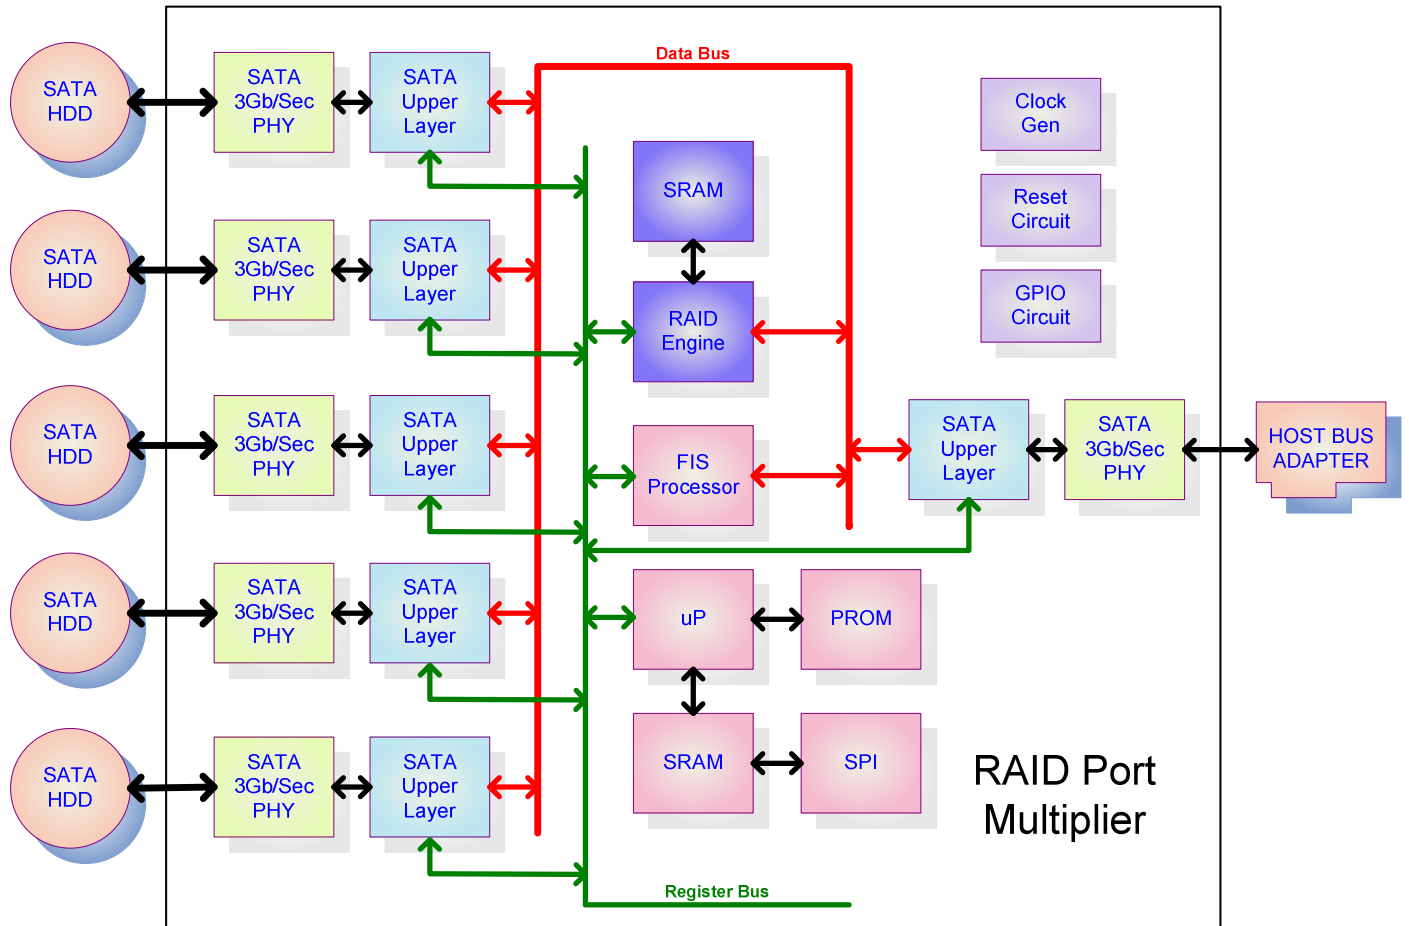 Data Bus
SATA
HDD
SATA
3Gb/Sec
PHY
SATA
Upper
Layer
SATA
HDD
SATA
3Gb/Sec
PHY
SATA
Upper
Layer
SATA
HDD
SATA
3Gb/Sec
PHY
SATA
Upper
Layer
SATA
HDD
SATA
3Gb/Sec
PHY
SATA
Upper
Layer
SATA
HDD
SATA
3Gb/Sec
PHY
SATA
Upper
Layer
SRAM
RAID
Engine
FIS
Processor
uP
PROM
SRAM
SPI
Clock
Gen
Reset
Circuit
GPIO
Circuit
SATA
Upper
Layer
SATA
3Gb/Sec
PHY
HOST BUS
ADAPTER
RAID Port
Multiplier
Register Bus